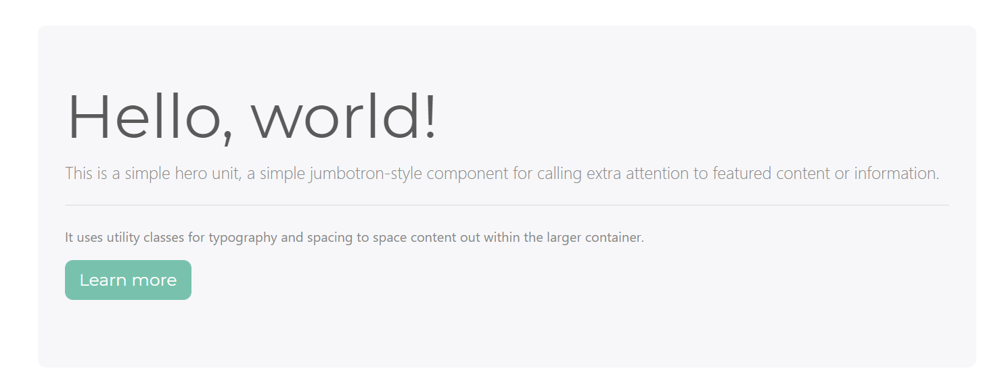 Hello, world!
This is a simple hero unit, a simple jumbotron-style component for calling extra attention to featured content or information.
It uses utility classes for typography and spacing to space content out within the larger container.
Learn more